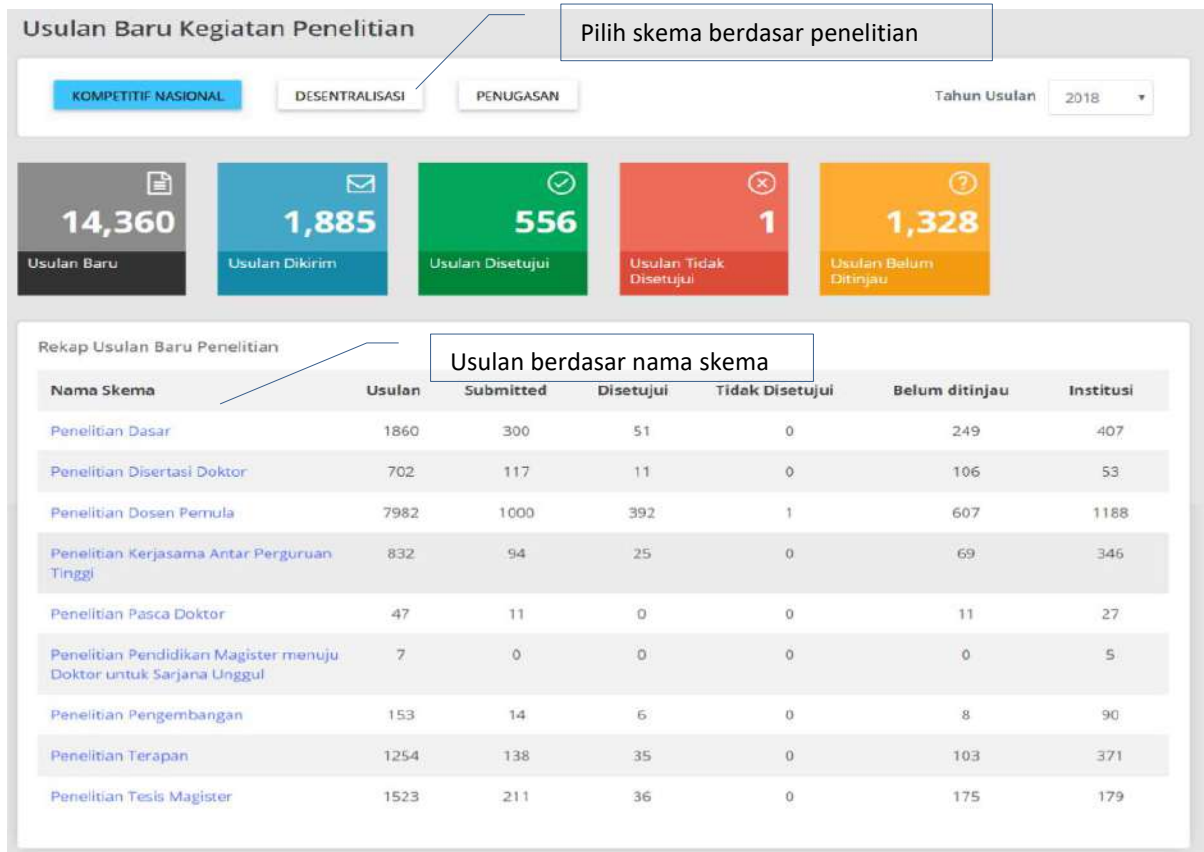 Usulan Baru Kegiatan Penelitian
Pilih skema berdasar penelitian
KOMPETITIF NASIONAL DESENTRALISASI PENUGASAN Tahun Usulan 2018
14,360 1,885 556 1 1,328
Usulan Baru Usulan Dikirim Usulan Disetujui Usulan Tidak Usulan Belum
Disetujui Ditinjau
Rekap Usulan Baru Penelitian
Usulan berdasar nama skema
Nama Skema Usulan Submitted Disetujui Tidak Disetujui Belum ditinjau Institusi
Penelitian Dasar 1860 300 51 0 249 407
Penelitian Disertasi Doktor 702 117 11 0 106 53
Penelitian Dosen Pemula 7982 1000 392 1 607 1188
Penelitian Kerjasama Antar Perguruan 832 94 25 0 69 346
Tinggi
Penelitian Pasca Doktor 47 11 0 0 11 27
Penelitian Pendidikan Magister menuju 7 0 0 0 0 5
Doktor untuk Sarjana Unggul
Penelitian Pengembangan 153 14 6 0 8 90
Penelitian Terapan 1254 138 35 0 103 371
Penelitian Tesis Magister 1523 211 36 0 175 179